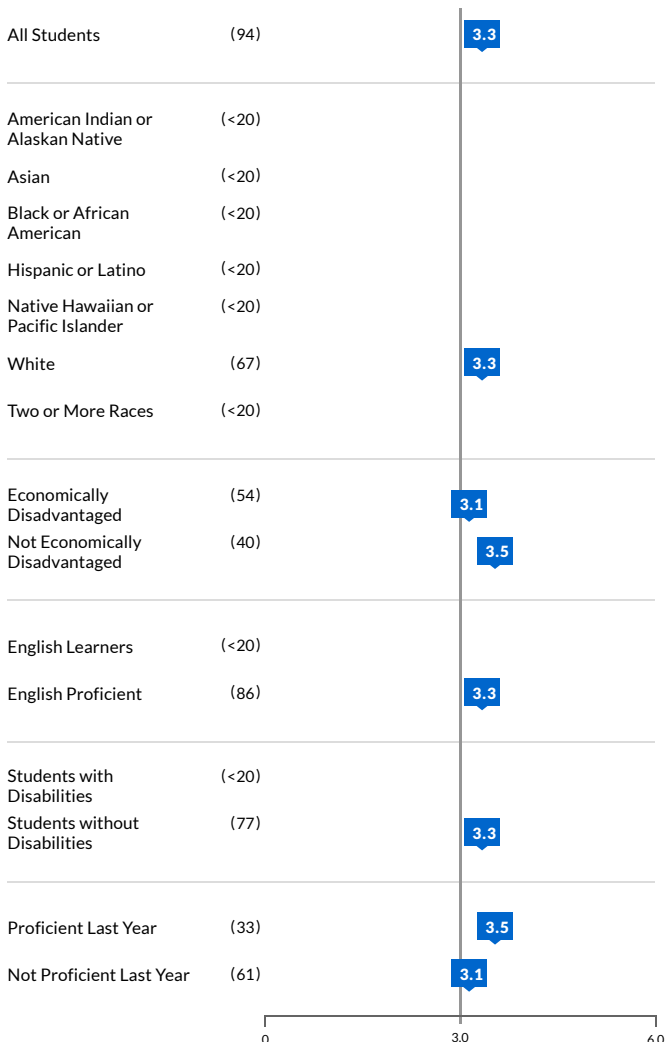 All Students (94) 3.3
American Indian or (<20)
Alaskan Native
Asian (<20)
Black or African (<20)
American
Hispanic or Latino (<20)
Native Hawaiian or (<20)
Pacific Islander
White (67) 3.3
Two or More Races (<20)
Economically (54) 3.1
Disadvantaged
Not Economically (40) 3.5
Disadvantaged
English Learners (<20)
English Proficient (86) 3.3
Students with (<20)
Disabilities
Students without (77) 3.3
Disabilities
Proficient Last Year (33) 3.5
Not Proficient Last Year (61) 3.1
0 3.0 6.0